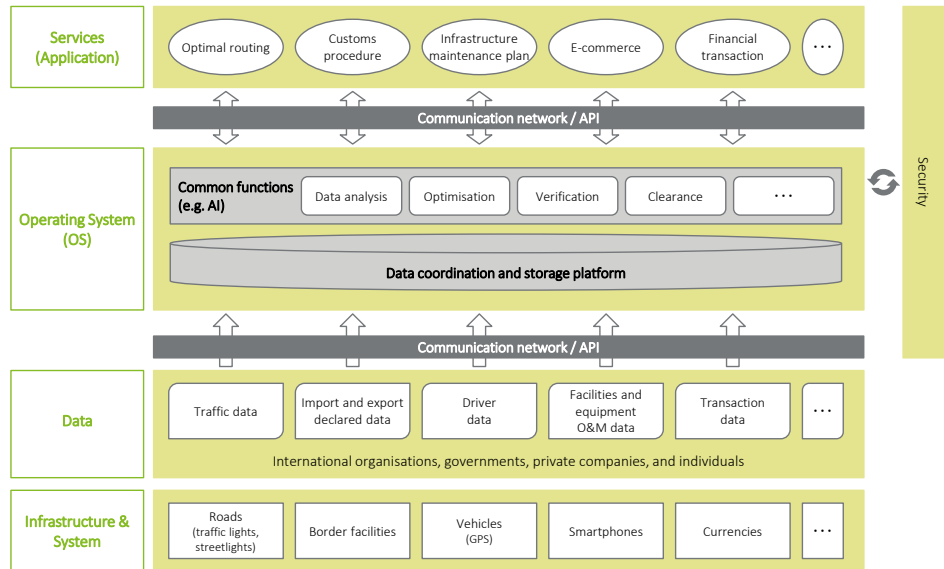 Services
(Application)
Optimal routing
Customs
procedure
Infrastructure
maintenance plan
E-commerce
Financial
transaction
...
Communication network / API
Operating System
(OS)
Common functions
(e.g. AI)
Data analysis
Optimisation
Verification
Clearance
...
Data coordination and storage platform
Security
Communication network / API
Data
Traffic data
Import and export
declared data
Driver
data
Facilities and
equipment
O&M data
Transaction
data
...
International organisations, governments, private companies, and individuals
Infrastructure &
System
Roads
(traffic lights,
streetlights)
Border facilities
Vehicles
(GPS)
Smartphones
Currencies
...